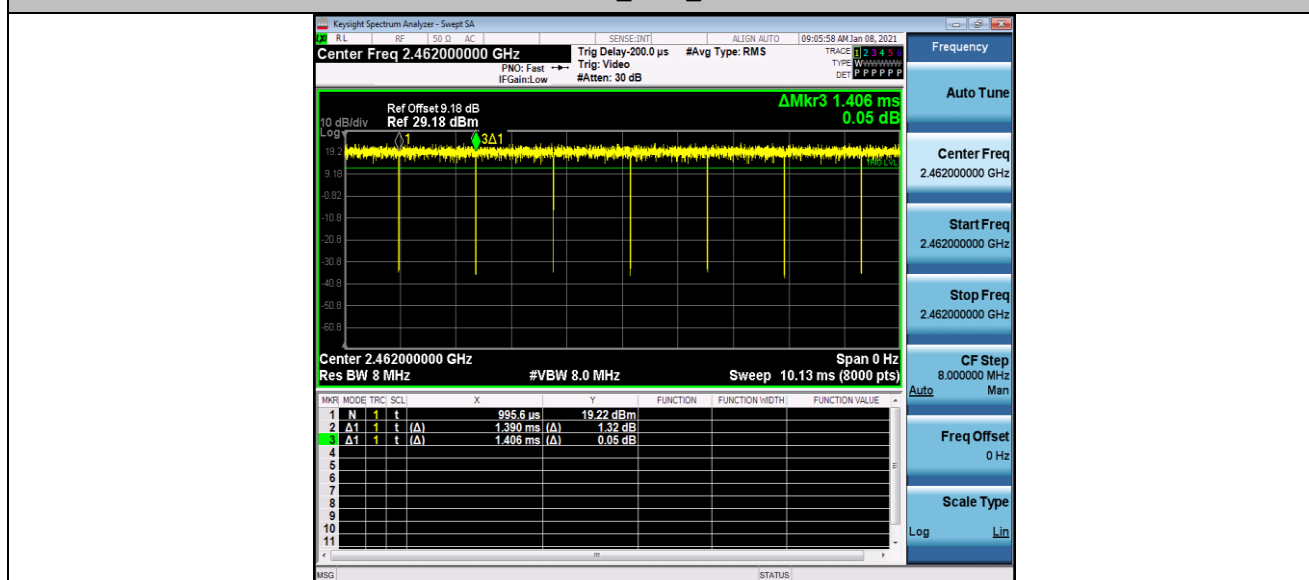 Keysight Spectrum Analyzer - Swept SA
RL RF 50 Ω AC SENSE:INT ALIGN AUTO 09:05:58 AM Jan 08, 2021
Center Freq 2.462000000 GHz
PNO: Fast
IFGain:Low
Trig Delay-200.0 µs
Trig: Video
#Atten: 30 dB
#Avg Type: RMS
TRACE 1 2 3 4 5 6
TYPE WWWWWW
DET P P P P P P
Frequency
Ref Offset 9.18 dB
10 dB/div Ref 29.18 dBm
ΔMkr3 1.406 ms
0.05 dB
Log
1
3Δ1
19.2
9.18
-0.82
-10.8
-20.8
-30.8
-40.8
-50.8
-60.8
Center 2.462000000 GHz Span 0 Hz
Res BW 8 MHz #VBW 8.0 MHz Sweep 10.13 ms (8000 pts)
MKR MODE TRC SCL X Y FUNCTION FUNCTION WIDTH FUNCTION VALUE
1 N 1 t 995.6 µs 19.22 dBm
2 Δ1 1 t (Δ) 1.390 ms (Δ) 1.32 dB
3 Δ1 1 t (Δ) 1.406 ms (Δ) 0.05 dB
4
5
6
7
8
9
10
11
MSG STATUS
Auto Tune
Center Freq
2.462000000 GHz
Start Freq
2.462000000 GHz
Stop Freq
2.462000000 GHz
CF Step
8.000000 MHz
Auto Man
Freq Offset
0 Hz
Scale Type
Log Lin